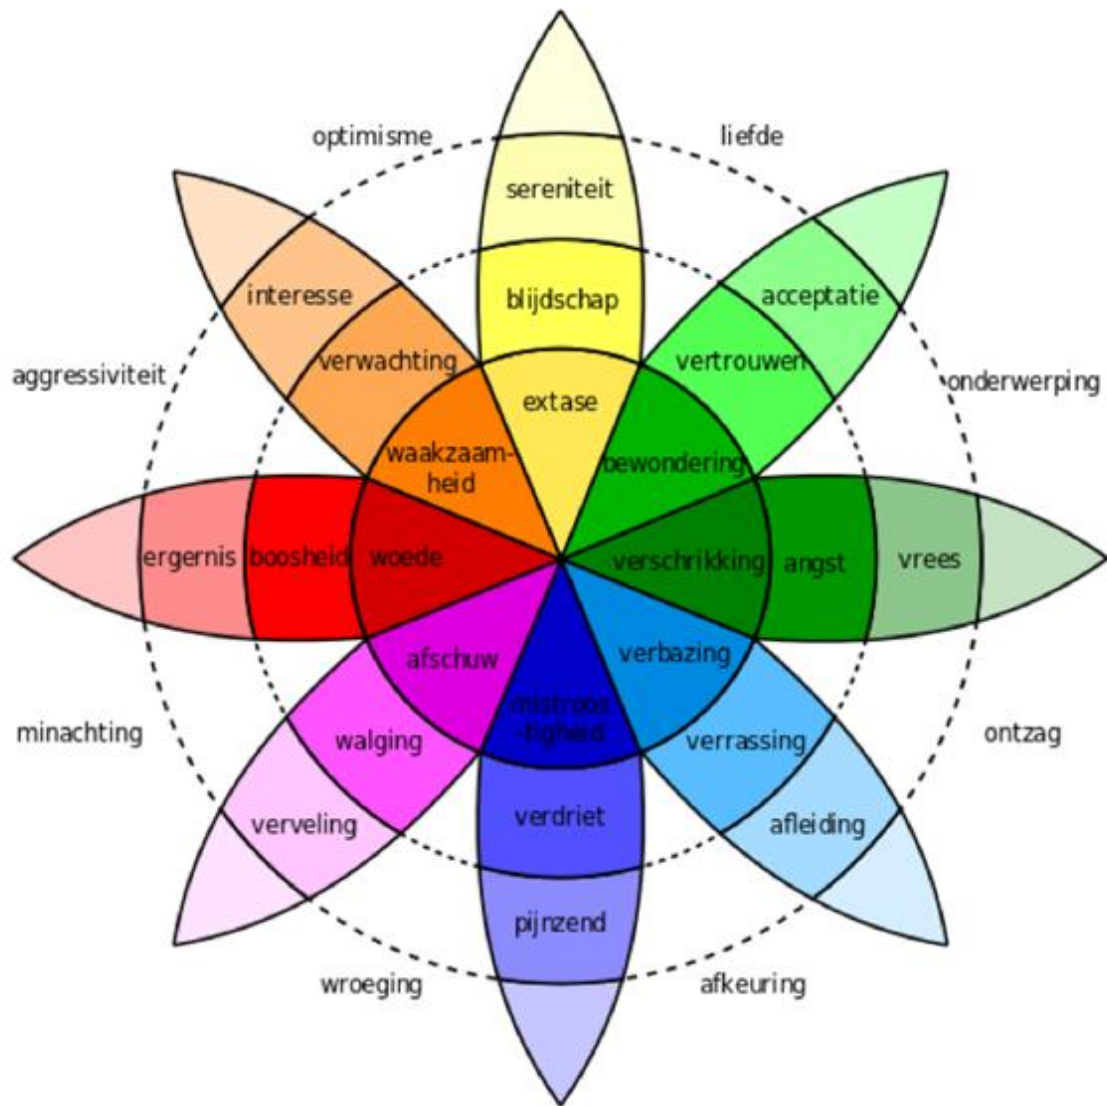 optimisme
liefde
sereniteit
interesse
blijdschap
acceptatie
verwachting
vertrouwen
aggressiviteit
onderwerping
extase
waakzaam-
heid
bewondering
ergernis
boosheid
woede
verschrikking
angst
vrees
afschuw
verbazing
mistroos
-tigheid
minachting
walging
verrassing
ontzag
verveling
verdriet
afleiding
pijnzend
wroeging
afkeuring